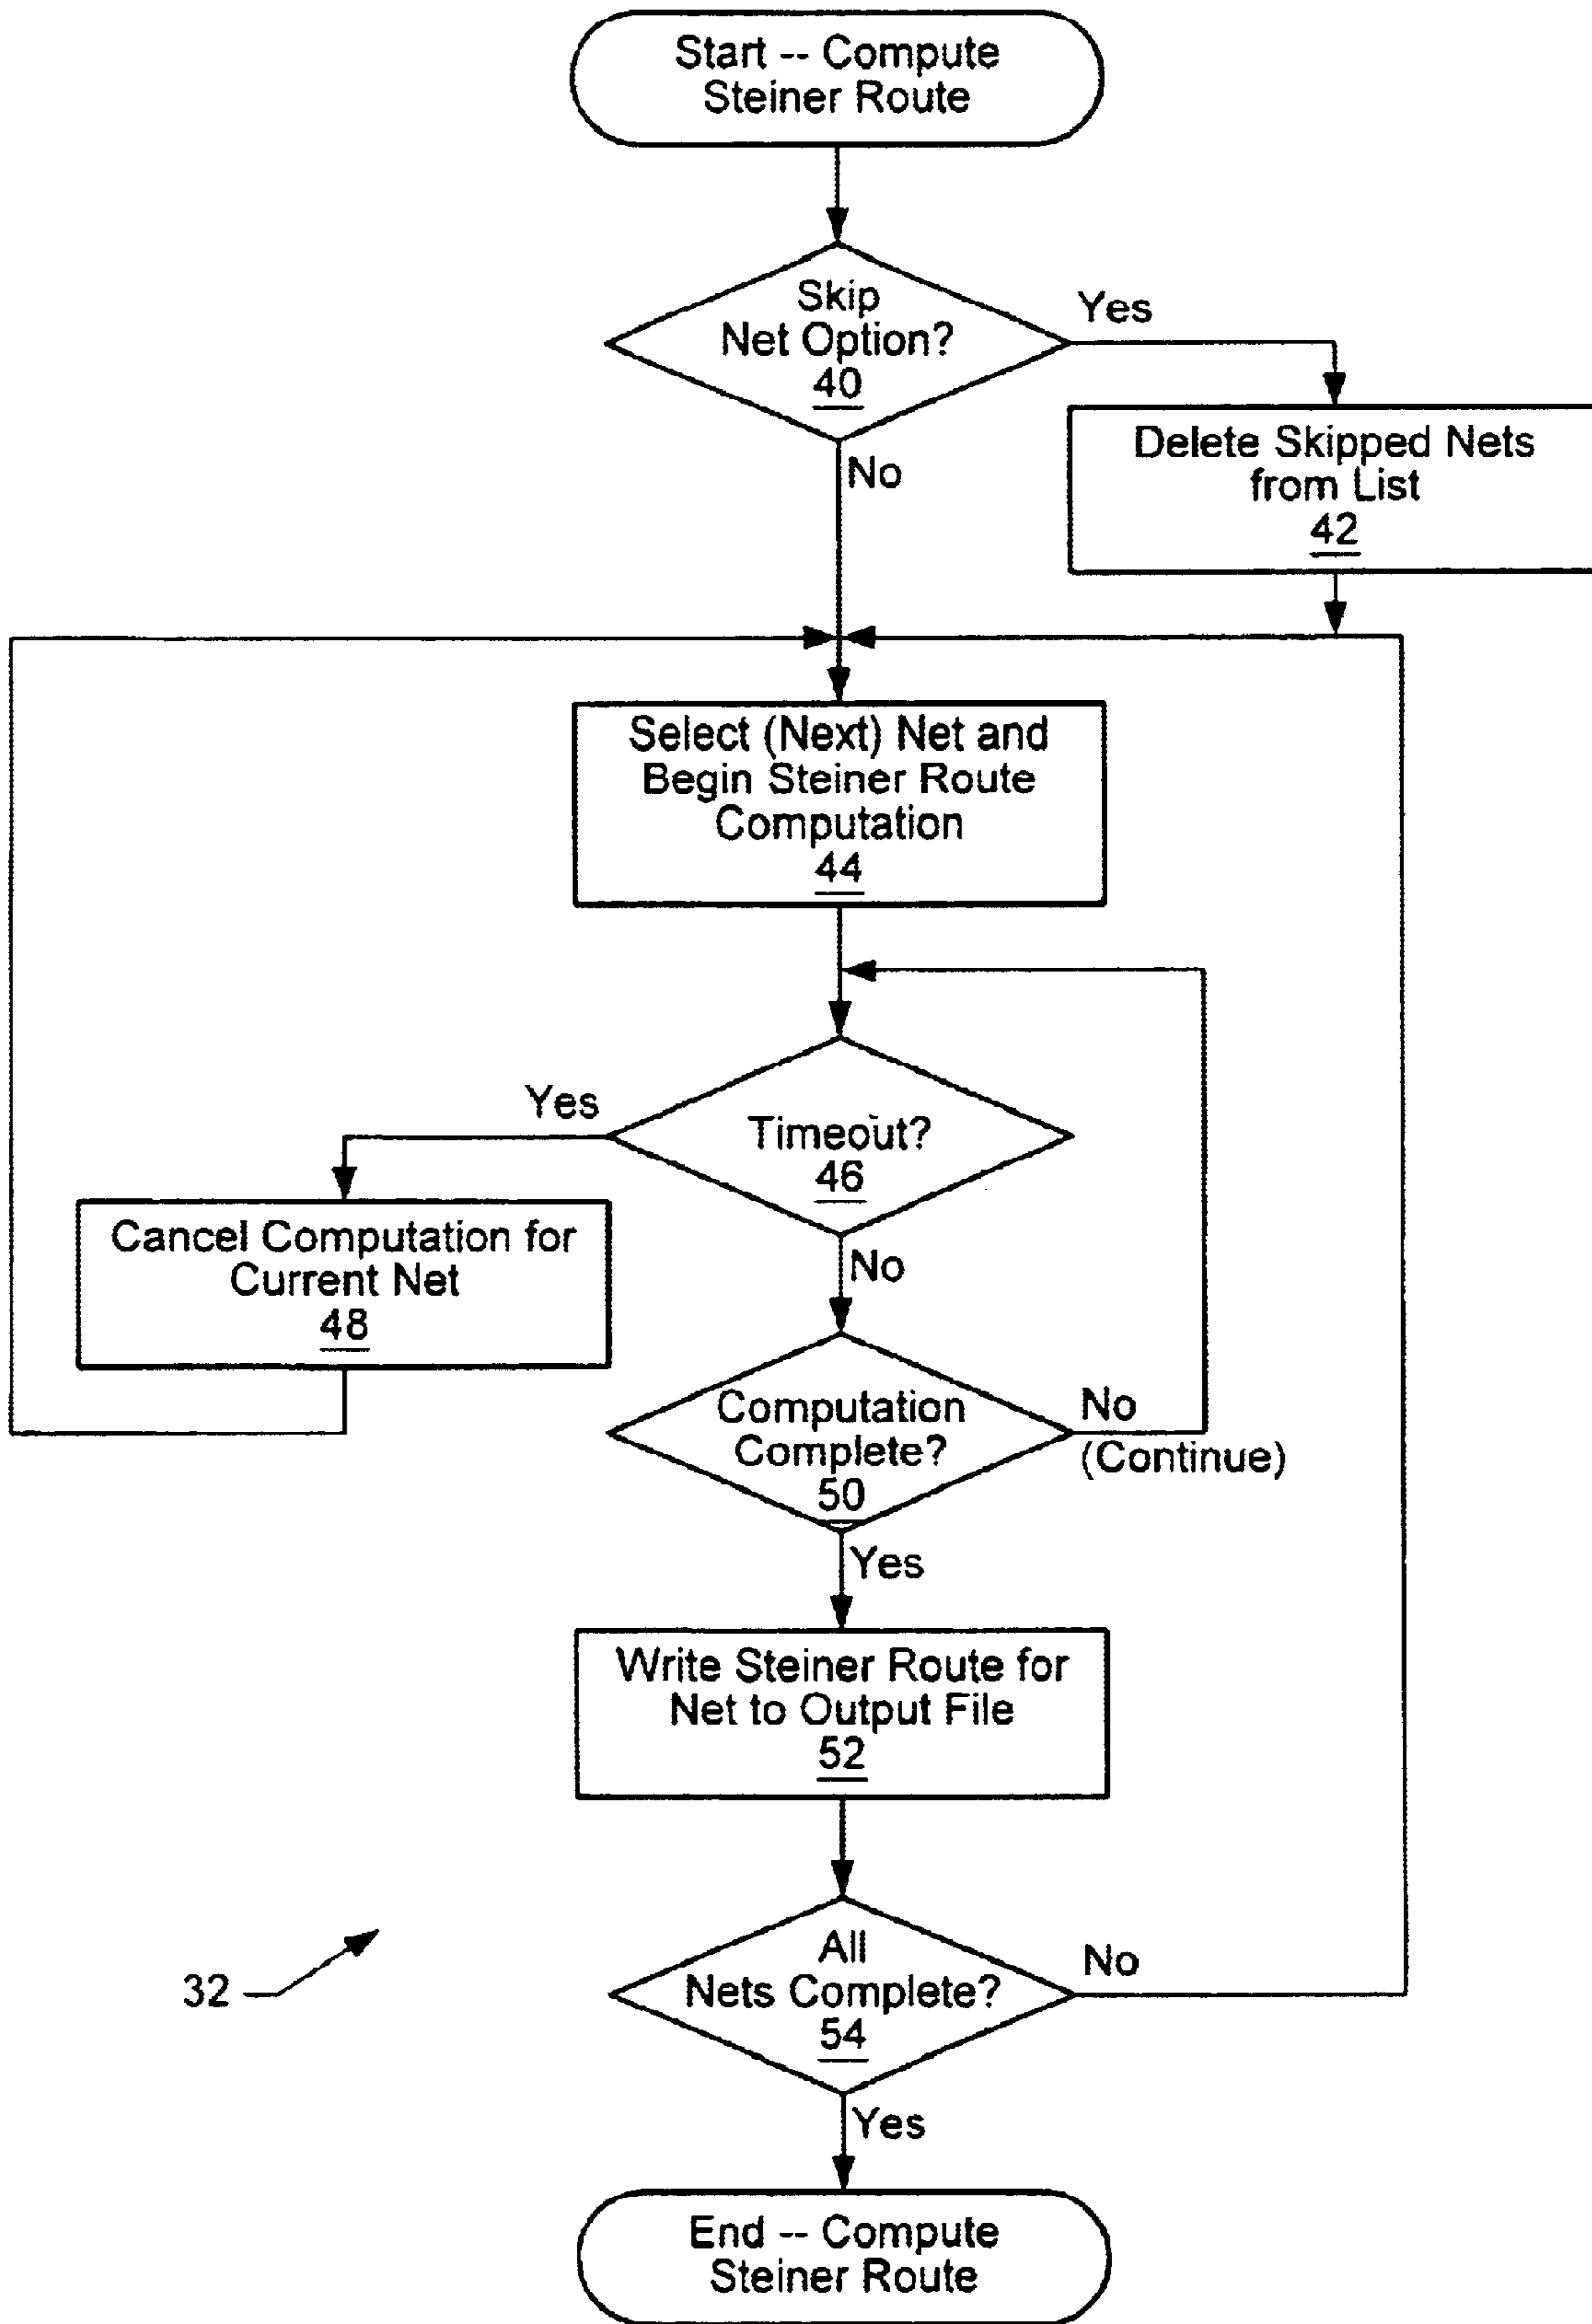 Start -- Compute
Steiner Route
Skip
Net Option?
40
Yes
No
Delete Skipped Nets
from List
42
Select (Next) Net and
Begin Steiner Route
Computation
44
Timeout?
46
Yes
No
Cancel Computation for
Current Net
48
Computation
Complete?
50
No
(Continue)
Yes
Write Steiner Route for
Net to Output File
52
All
Nets Complete?
54
No
32
Yes
End -- Compute
Steiner Route